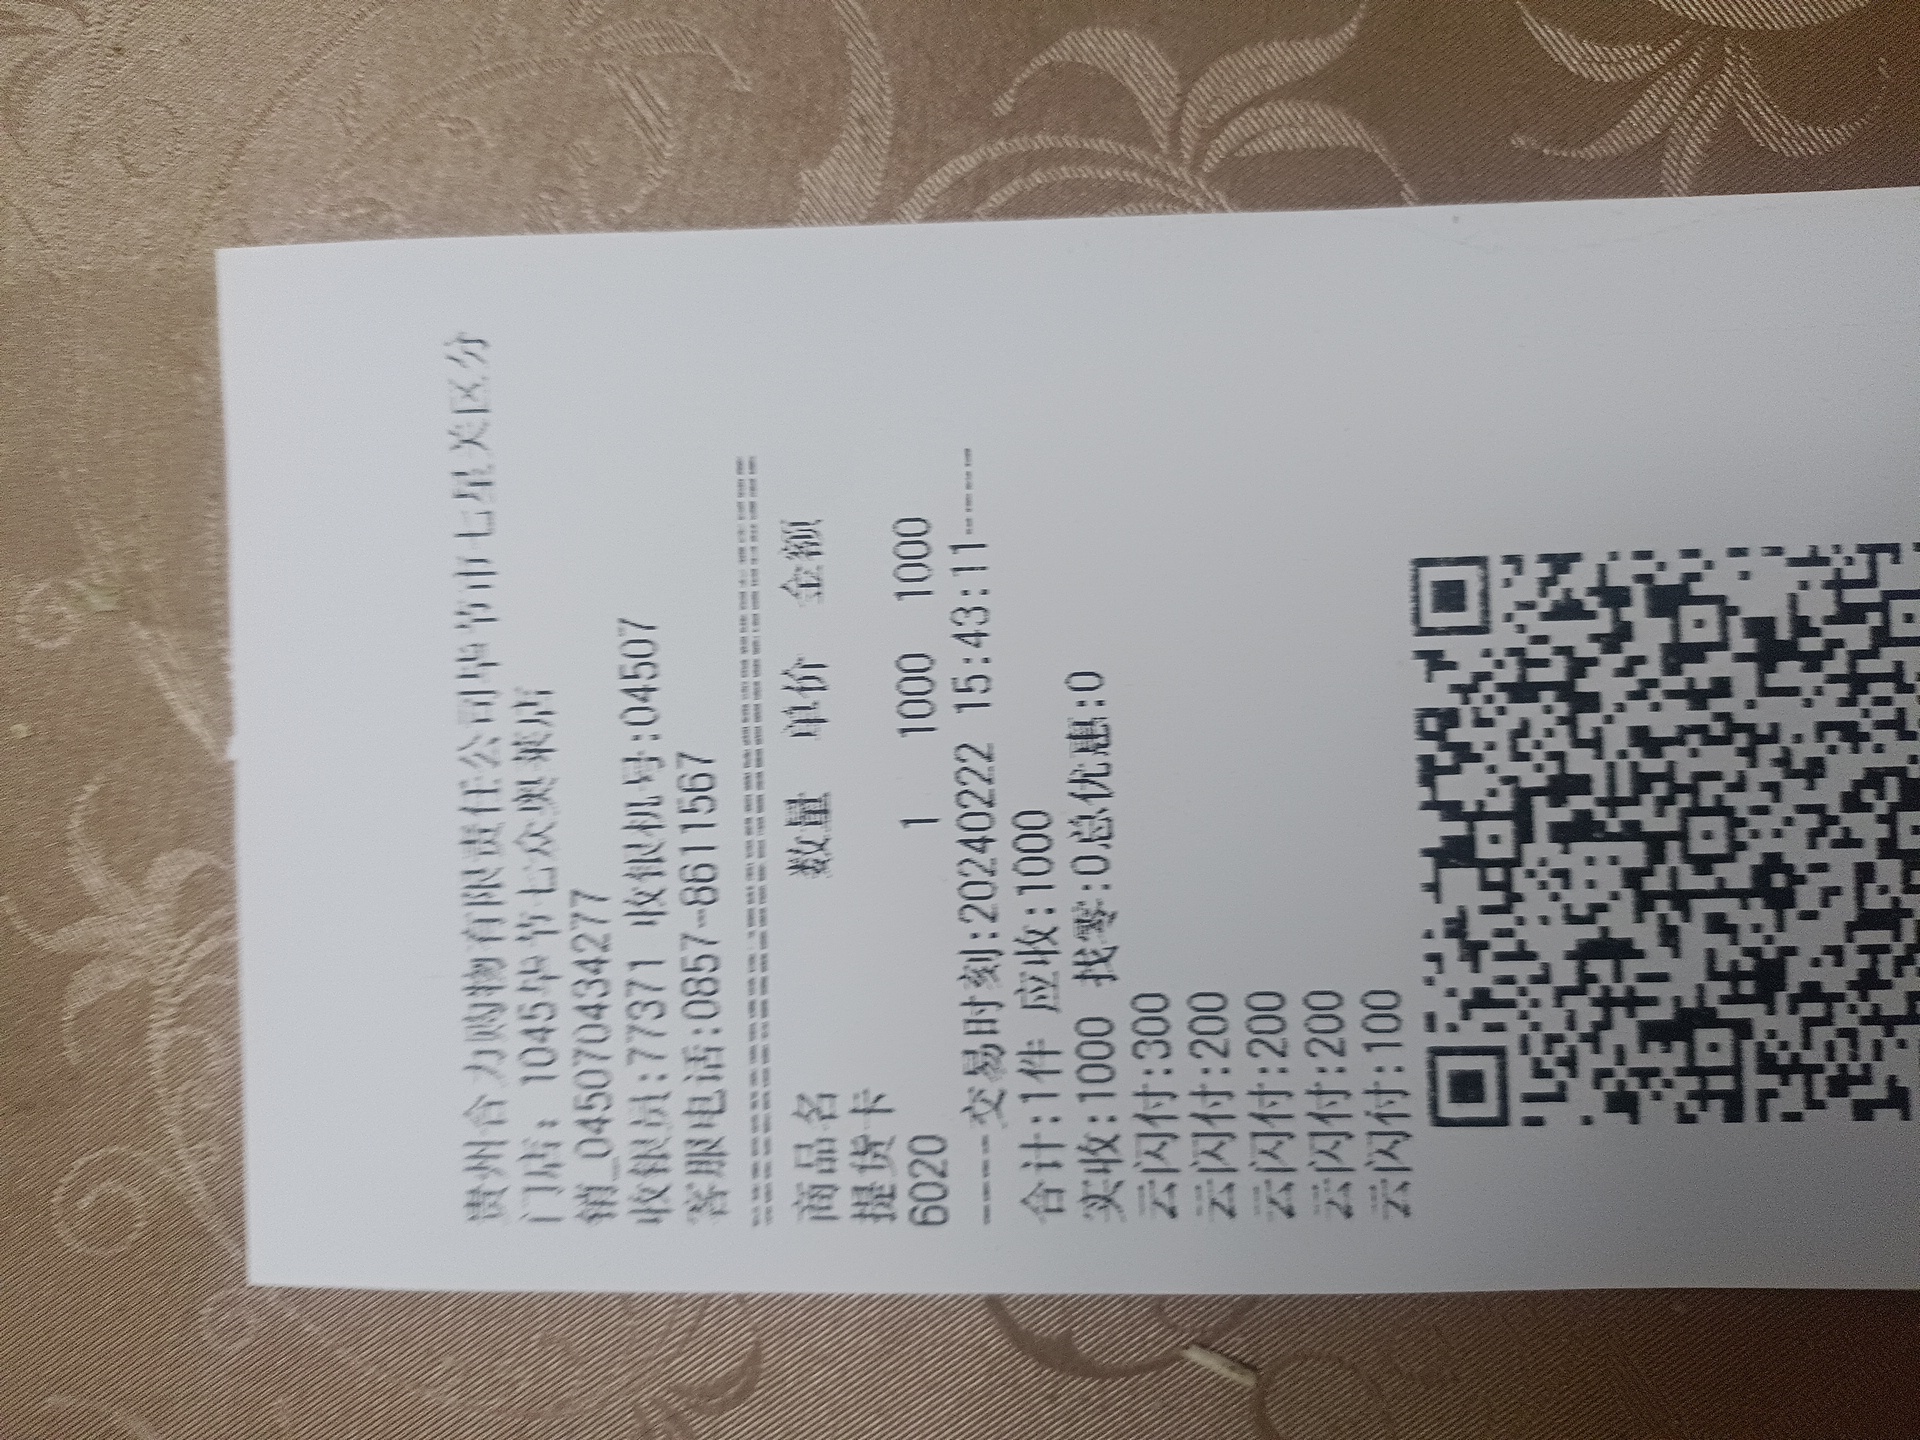 贵州合力购物有限责任公司毕节市七星关区分
门店: 1045毕节七众奥莱店
销_045070434277
收银员:77371 收银机号:04507
客服电话:0857-8611567
================================
商品名 数量 单价 金额
提货卡
6020 1 1000 1000
----交易时刻:20240222 15:43:11-----
合计:1件 应收:1000
实收:1000 找零:0总优惠:0
云闪付:300
云闪付:200
云闪付:200
云闪付:200
云闪付:100